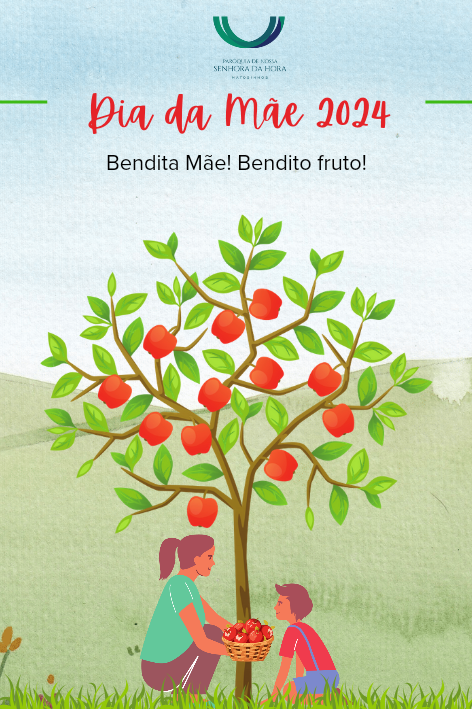 PARÓQUIA DE NOSSA
SENHORA DA HORA
MATOSINHOS
Dia da Mãe 2024
Bendita Mãe! Bendito fruto!